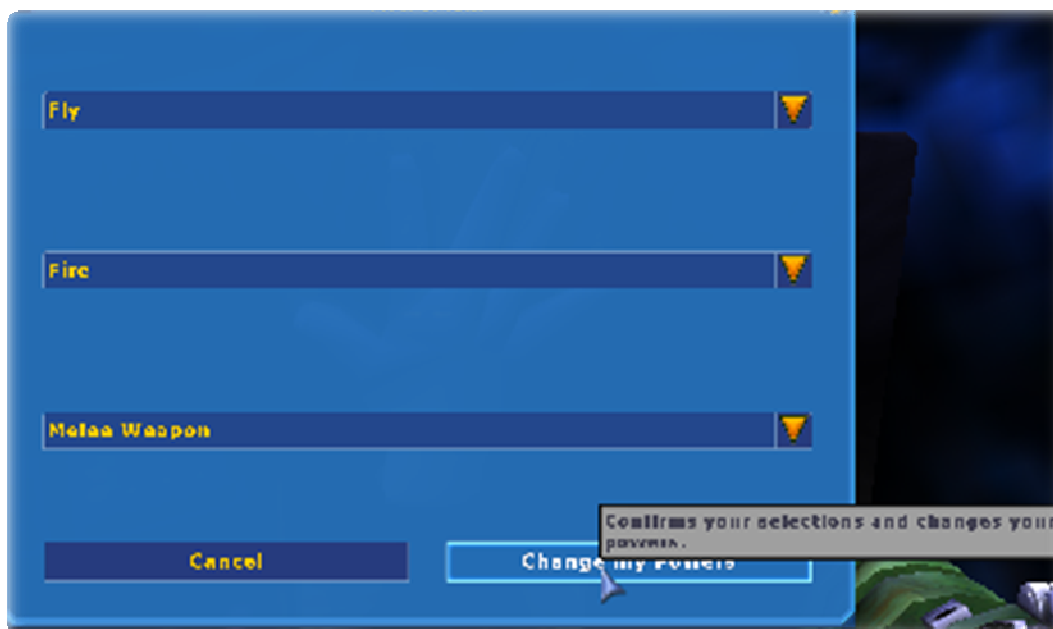 Fly
Fire
Melee Weapon
Confirms your selections and changes your
powers.
Cancel
Change my Powers